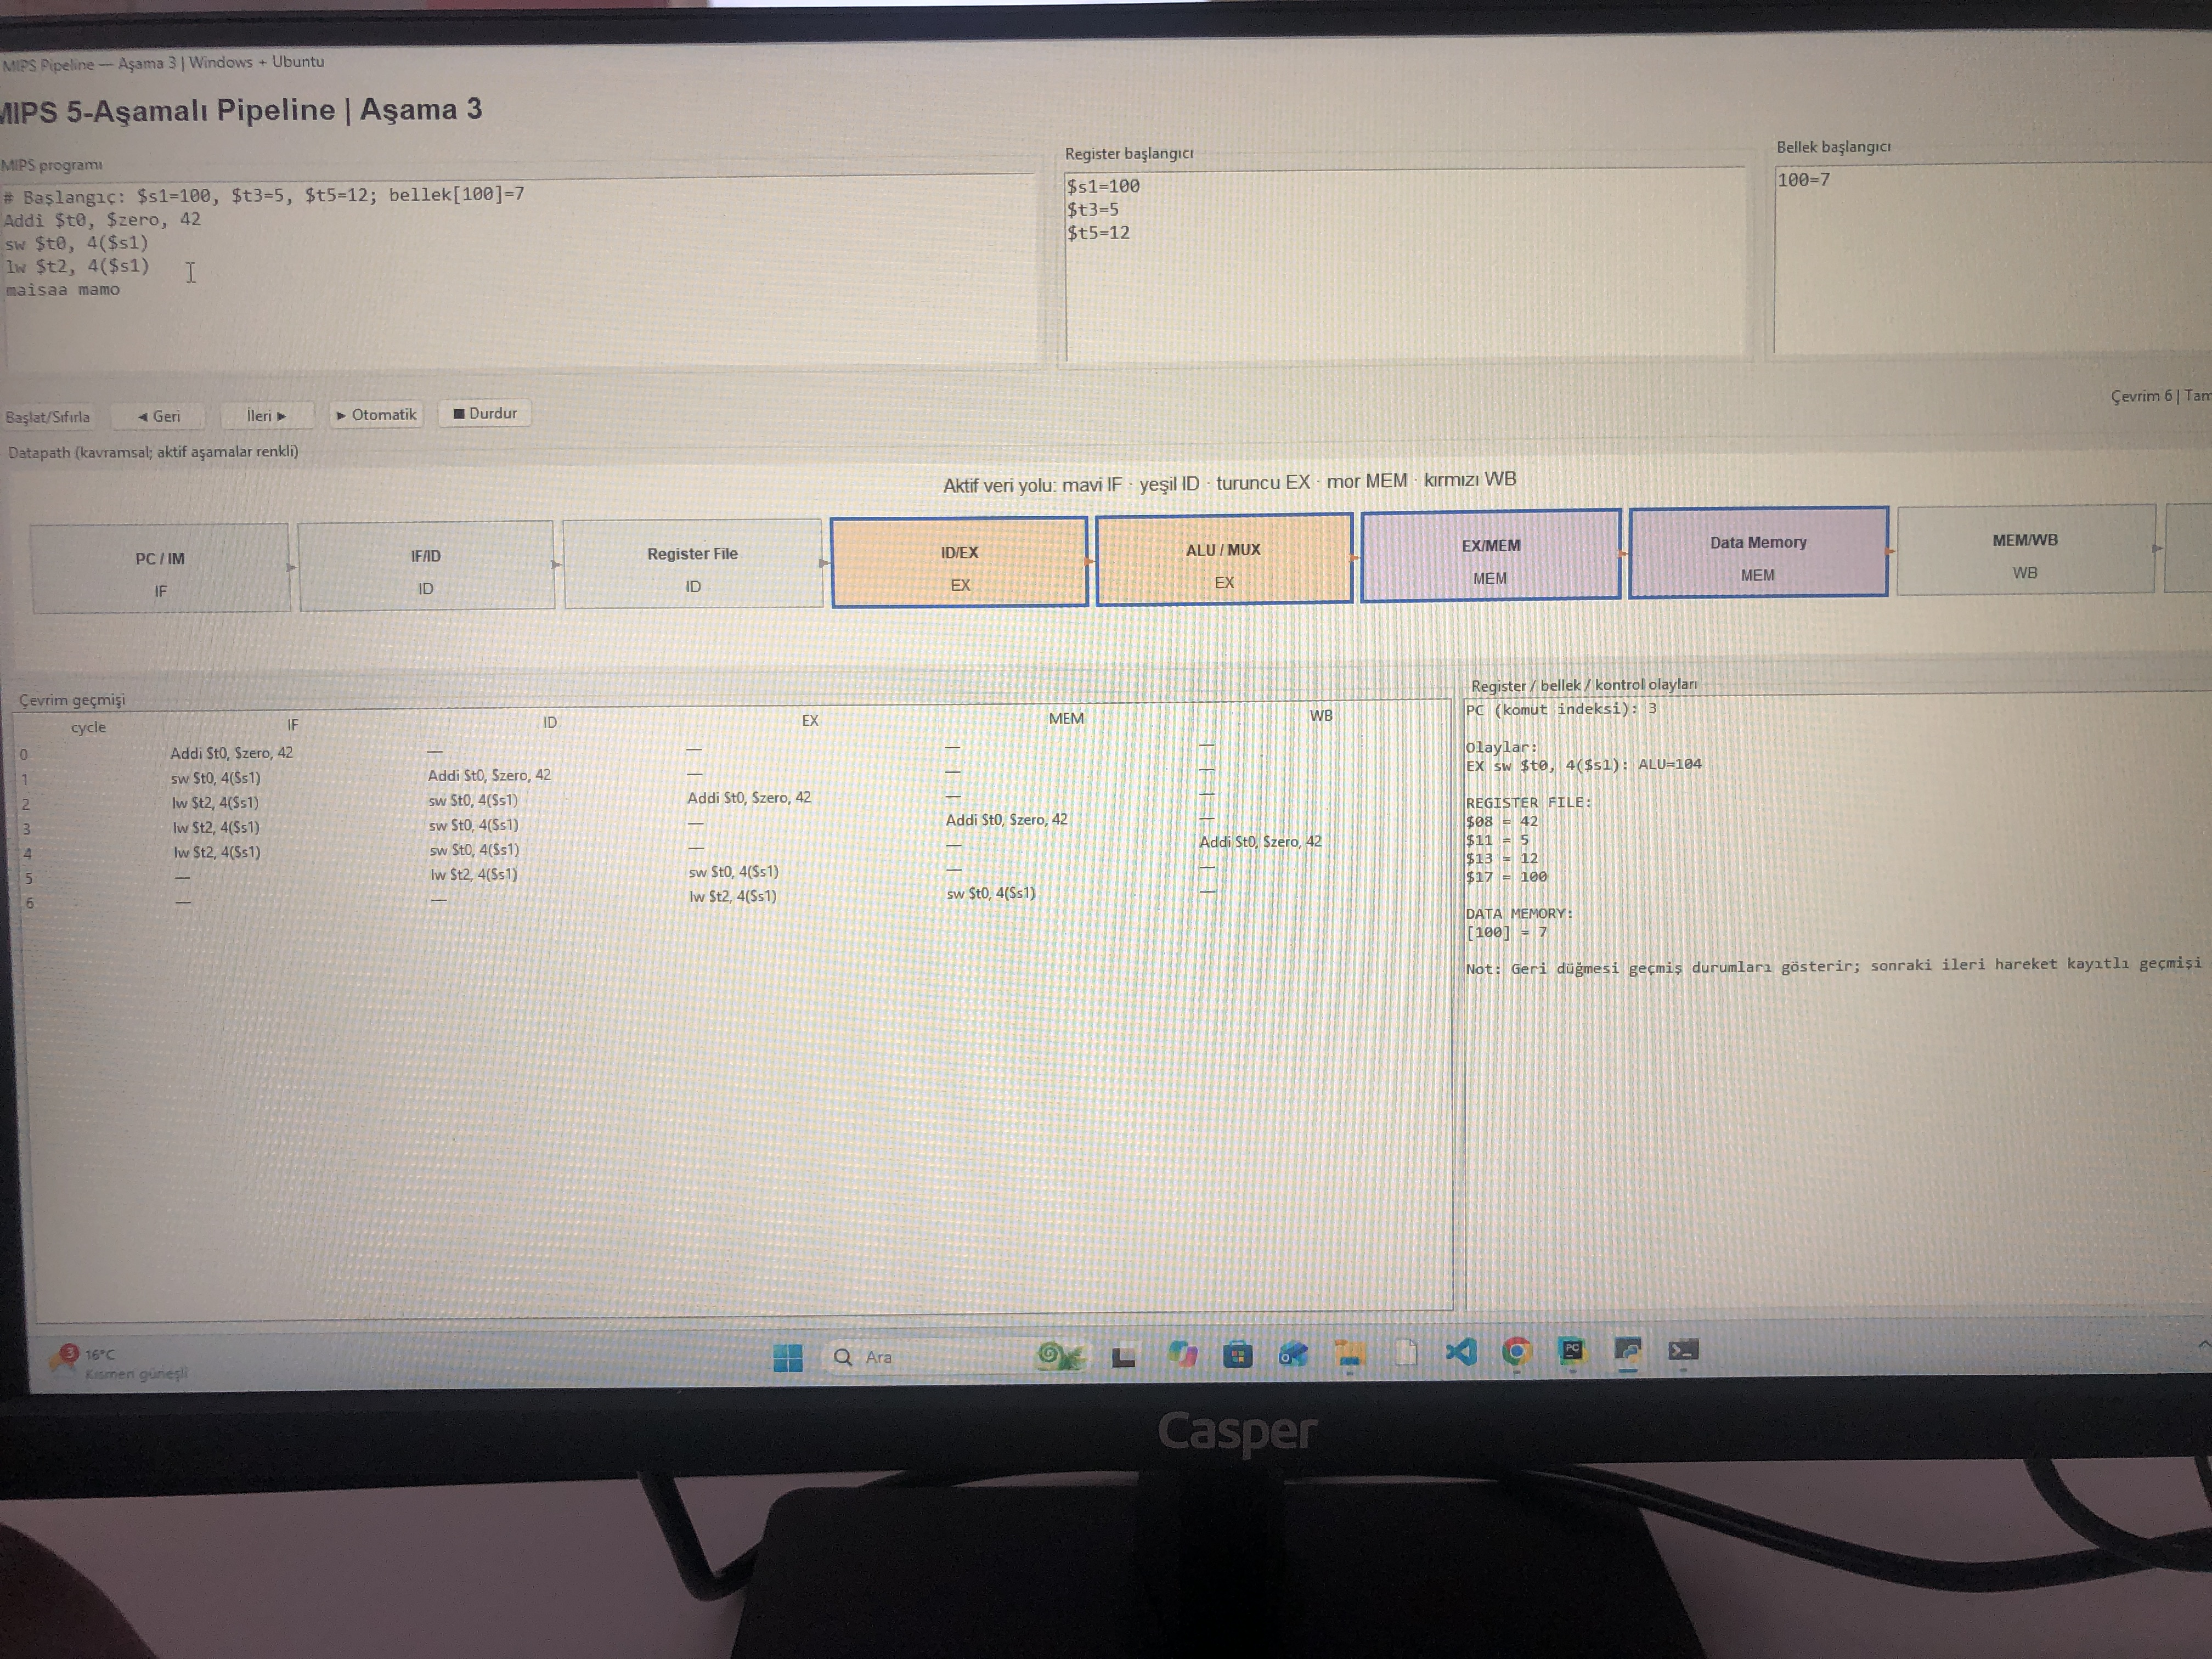 MIPS Pipeline — Aşama 3 | Windows + Ubuntu
MIPS 5-Aşamalı Pipeline | Aşama 3
MIPS programı
# Başlangıç: $s1=100, $t3=5, $t5=12; bellek[100]=7
Addi $t0, $zero, 42
sw $t0, 4($s1)
lw $t2, 4($s1)
maisaa mamo
Register başlangıcı
$s1=100
$t3=5
$t5=12
Bellek başlangıcı
100=7
Başlat/Sıfırla ◄ Geri İleri ► ► Otomatik ■ Durdur
Çevrim 6 | Tam
Datapath (kavramsal; aktif aşamalar renkli)
Aktif veri yolu: mavi IF · yeşil ID · turuncu EX · mor MEM · kırmızı WB
PC / IM IF/ID Register File ID/EX ALU / MUX EX/MEM Data Memory MEM/WB
IF ID ID EX EX MEM MEM WB
Çevrim geçmişi
cycle IF ID EX MEM WB
0 Addi $t0, $zero, 42 — — — —
1 sw $t0, 4($s1) Addi $t0, $zero, 42 — — —
2 lw $t2, 4($s1) sw $t0, 4($s1) Addi $t0, $zero, 42 — —
3 lw $t2, 4($s1) sw $t0, 4($s1) — Addi $t0, $zero, 42 —
4 lw $t2, 4($s1) sw $t0, 4($s1) — — Addi $t0, $zero, 42
5 — lw $t2, 4($s1) sw $t0, 4($s1) — —
6 — — lw $t2, 4($s1) sw $t0, 4($s1) —
Register / bellek / kontrol olayları
PC (komut indeksi): 3
Olaylar:
EX sw $t0, 4($s1): ALU=104
REGISTER FILE:
$08 = 42
$11 = 5
$13 = 12
$17 = 100
DATA MEMORY:
[100] = 7
Not: Geri düğmesi geçmiş durumları gösterir; sonraki ileri hareket kayıtlı geçmişi
3
16°C
Kısmen güneşli
Ara
PC
Casper